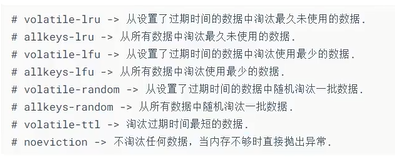 # volatile-lru -> 从设置了过期时间的数据中淘汰最久未使用的数据.
# allkeys-lru -> 从所有数据中淘汰最久未使用的数据.
# volatile-lfu -> 从设置了过期时间的数据中淘汰使用最少的数据.
# allkeys-lfu -> 从所有数据中淘汰使用最少的数据.
# volatile-random -> 从设置了过期时间的数据中随机淘汰一批数据.
# allkeys-random -> 从所有数据中随机淘汰一批数据.
# volatile-ttl -> 淘汰过期时间最短的数据.
# noeviction -> 不淘汰任何数据，当内存不够时直接抛出异常.